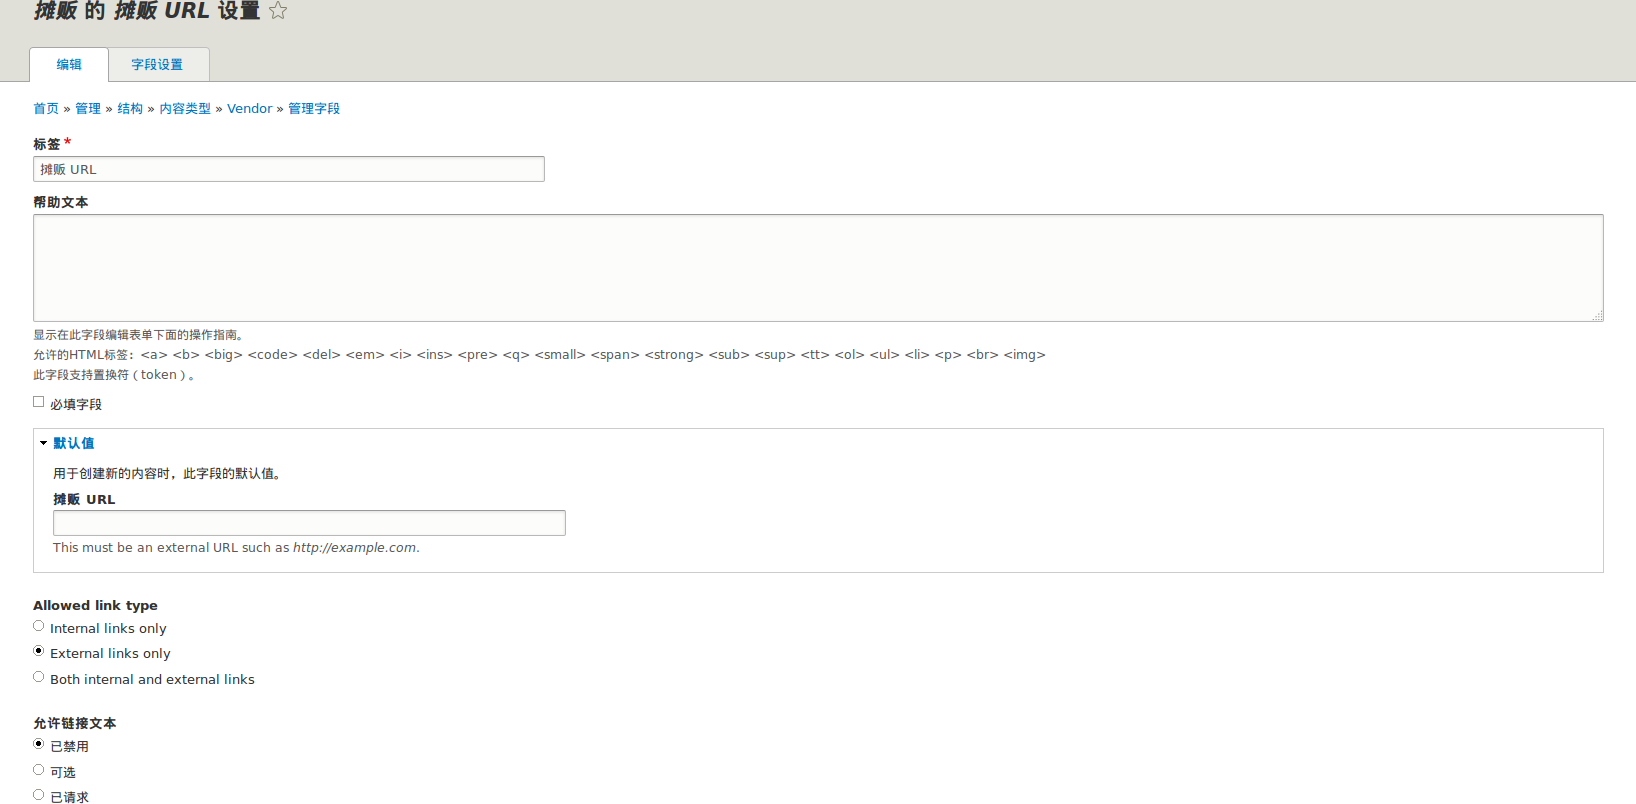 摊贩 的 摊贩 URL 设置
编辑
字段设置
首页 » 管理 » 结构 » 内容类型 » Vendor » 管理字段
标签 *
摊贩 URL
帮助文本
显示在此字段编辑表单下面的操作指南。
允许的HTML标签：<a> <b> <big> <code> <del> <em> <i> <ins> <pre> <q> <small> <span> <strong> <sub> <sup> <tt> <ol> <ul> <li> <p> <br> <img>
此字段支持置换符（token）。
必填字段
默认值
用于创建新的内容时，此字段的默认值。
摊贩 URL
This must be an external URL such as http://example.com.
Allowed link type
Internal links only
External links only
Both internal and external links
允许链接文本
已禁用
可选
已请求